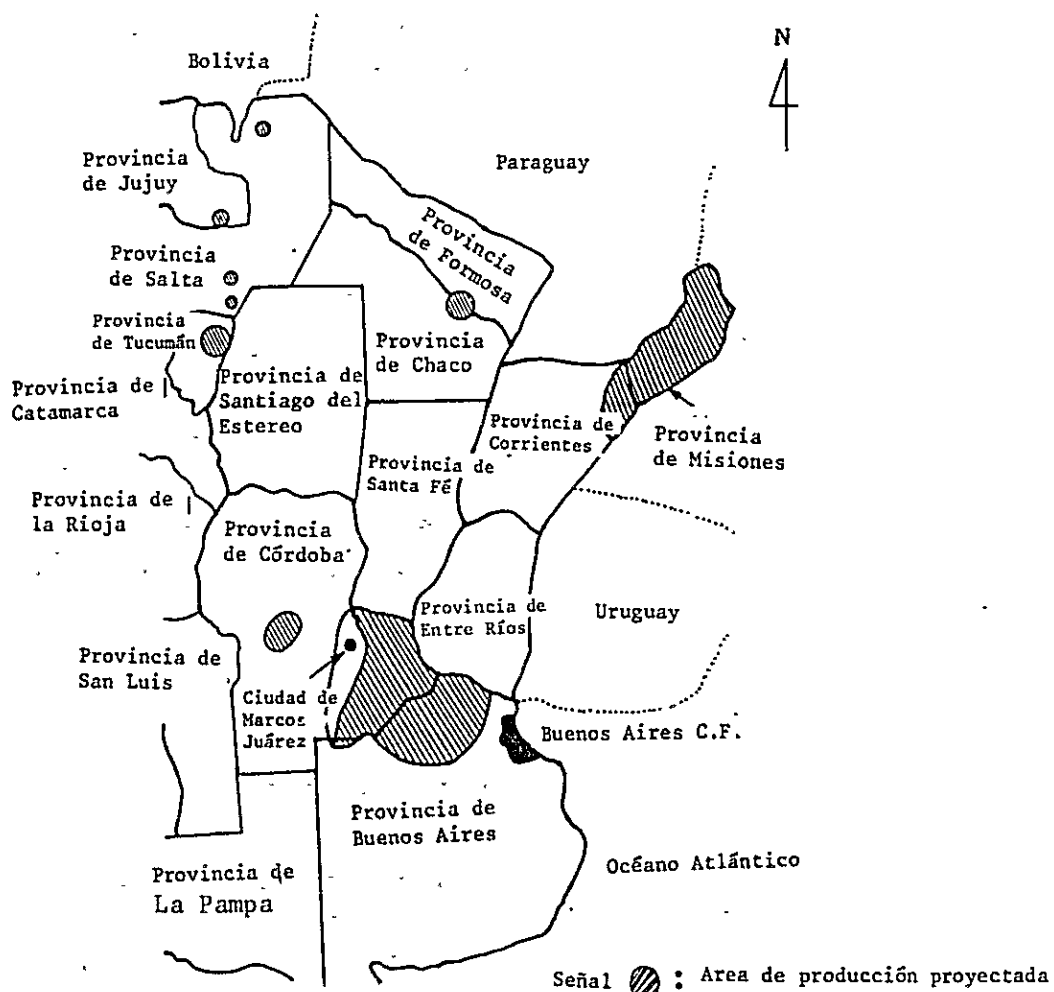 N
Bolivia
Paraguay
Provincia
de Jujuy
Provincia
de Formosa
Provincia
de Salta
Provincia
de Tucumán
Provincia
de Chaco
Provincia de
Catamarca
Provincia de
Santiago del
Estereo
Provincia de
Corrientes
Provincia
de Misiones
Provincia de
Santa Fé
Provincia de
la Rioja
Provincia
de Córdoba
Provincia de
Entre Ríos
Uruguay
Provincia de
San Luis
Ciudad de
Marcos
Juárez
Buenos Aires C.F.
Provincia de
Buenos Aires
Océano Atlántico
Provincia de
La Pampa
Señal : Area de producción proyectada